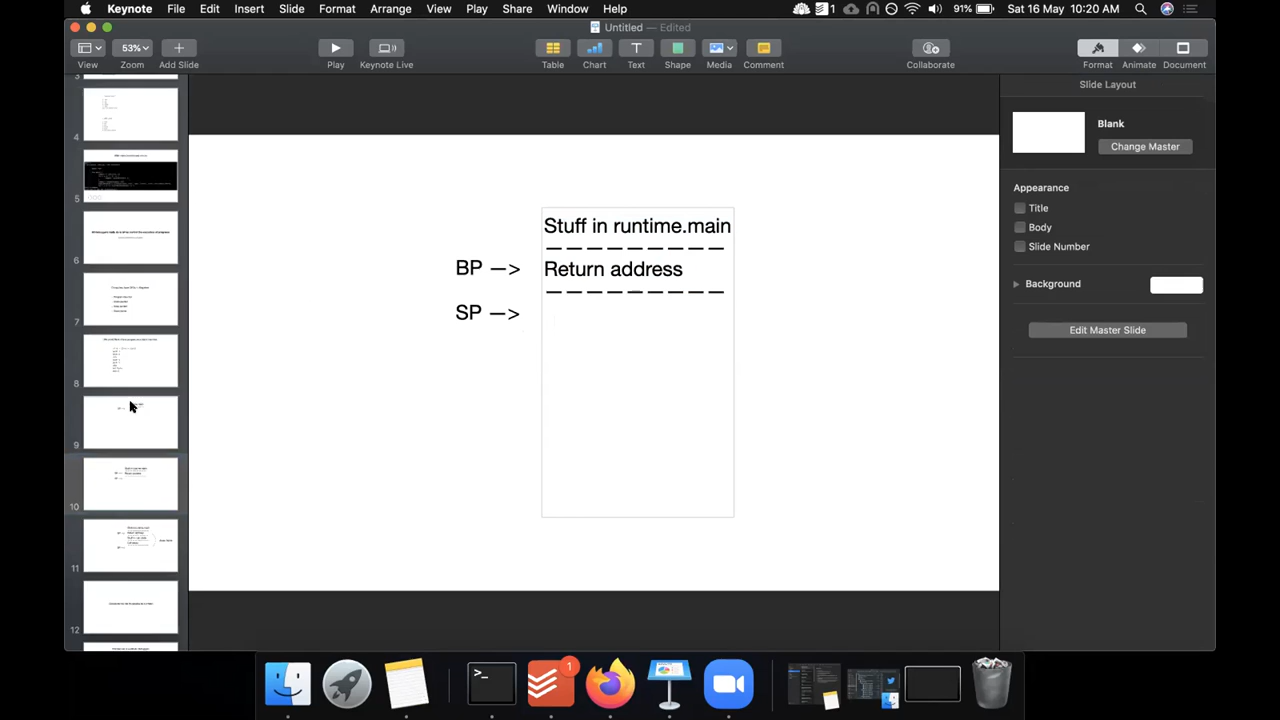 Keynote File Edit Insert Slide Format Arrange View Play Share Window Help 1 91% Sat 16 May 10:20 AM
Untitled — Edited
53%
View Zoom Add Slide Play Keynote Live Table Chart Text Shape Media Comment Collaborate Format Animate Document
Slide Layout
Blank
Change Master
Appearance
Title
Body
Slide Number
Background
Edit Master Slide
3
4
5
6
7
8
9
10
11
12
Stuff in runtime.main
— — — — — — — — —
BP —> Return address
— — — — — — — — —
SP —>
1